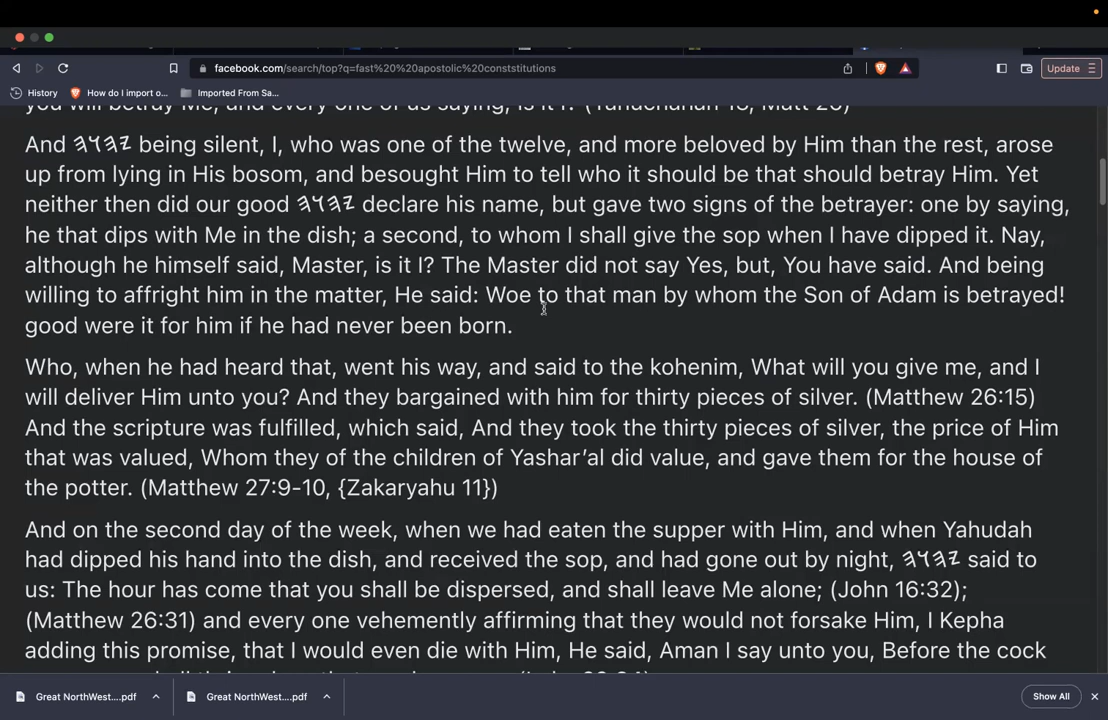 facebook.com/search/top?q=fast%20%20apostolic%20conststitutions
Update
History
How do I import o...
Imported From Sa...
you will betray Me, and every one of us saying, Is it I?
And 𐤉𐤄𐤅𐤄 being silent, I, who was one of the twelve, and more beloved by Him than the rest, arose
up from lying in His bosom, and besought Him to tell who it should be that should betray Him. Yet
neither then did our good 𐤉𐤄𐤅𐤄 declare his name, but gave two signs of the betrayer: one by saying,
he that dips with Me in the dish; a second, to whom I shall give the sop when I have dipped it. Nay,
although he himself said, Master, is it I? The Master did not say Yes, but, You have said. And being
willing to affright him in the matter, He said: Woe to that man by whom the Son of Adam is betrayed!
good were it for him if he had never been born.
Who, when he had heard that, went his way, and said to the kohenim, What will you give me, and I
will deliver Him unto you? And they bargained with him for thirty pieces of silver. (Matthew 26:15)
And the scripture was fulfilled, which said, And they took the thirty pieces of silver, the price of Him
that was valued, Whom they of the children of Yashar’al did value, and gave them for the house of
the potter. (Matthew 27:9-10, {Zakaryahu 11})
And on the second day of the week, when we had eaten the supper with Him, and when Yahudah
had dipped his hand into the dish, and received the sop, and had gone out by night, 𐤉𐤄𐤅𐤄 said to
us: The hour has come that you shall be dispersed, and shall leave Me alone; (John 16:32);
(Matthew 26:31) and every one vehemently affirming that they would not forsake Him, I Kepha
adding this promise, that I would even die with Him, He said, Aman I say unto you, Before the cock
Great NorthWest....pdf
Great NorthWest....pdf
Show All